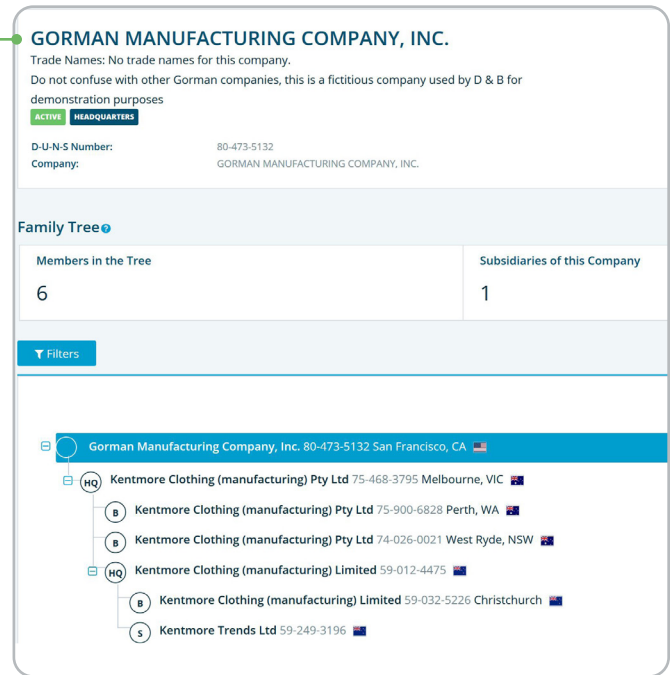 GORMAN MANUFACTURING COMPANY, INC.
Trade Names: No trade names for this company.
Do not confuse with other Gorman companies, this is a fictitious company used by D & B for
demonstration purposes
ACTIVE HEADQUARTERS
D-U-N-S Number: 80-473-5132
Company: GORMAN MANUFACTURING COMPANY, INC.
Family Tree?
Members in the Tree Subsidiaries of this Company
6 1
Filters
Gorman Manufacturing Company, Inc. 80-473-5132 San Francisco, CA
HQ Kentmore Clothing (manufacturing) Pty Ltd 75-468-3795 Melbourne, VIC
B Kentmore Clothing (manufacturing) Pty Ltd 75-900-6828 Perth, WA
B Kentmore Clothing (manufacturing) Pty Ltd 74-026-0021 West Ryde, NSW
HQ Kentmore Clothing (manufacturing) Limited 59-012-4475
B Kentmore Clothing (manufacturing) Limited 59-032-5226 Christchurch
S Kentmore Trends Ltd 59-249-3196